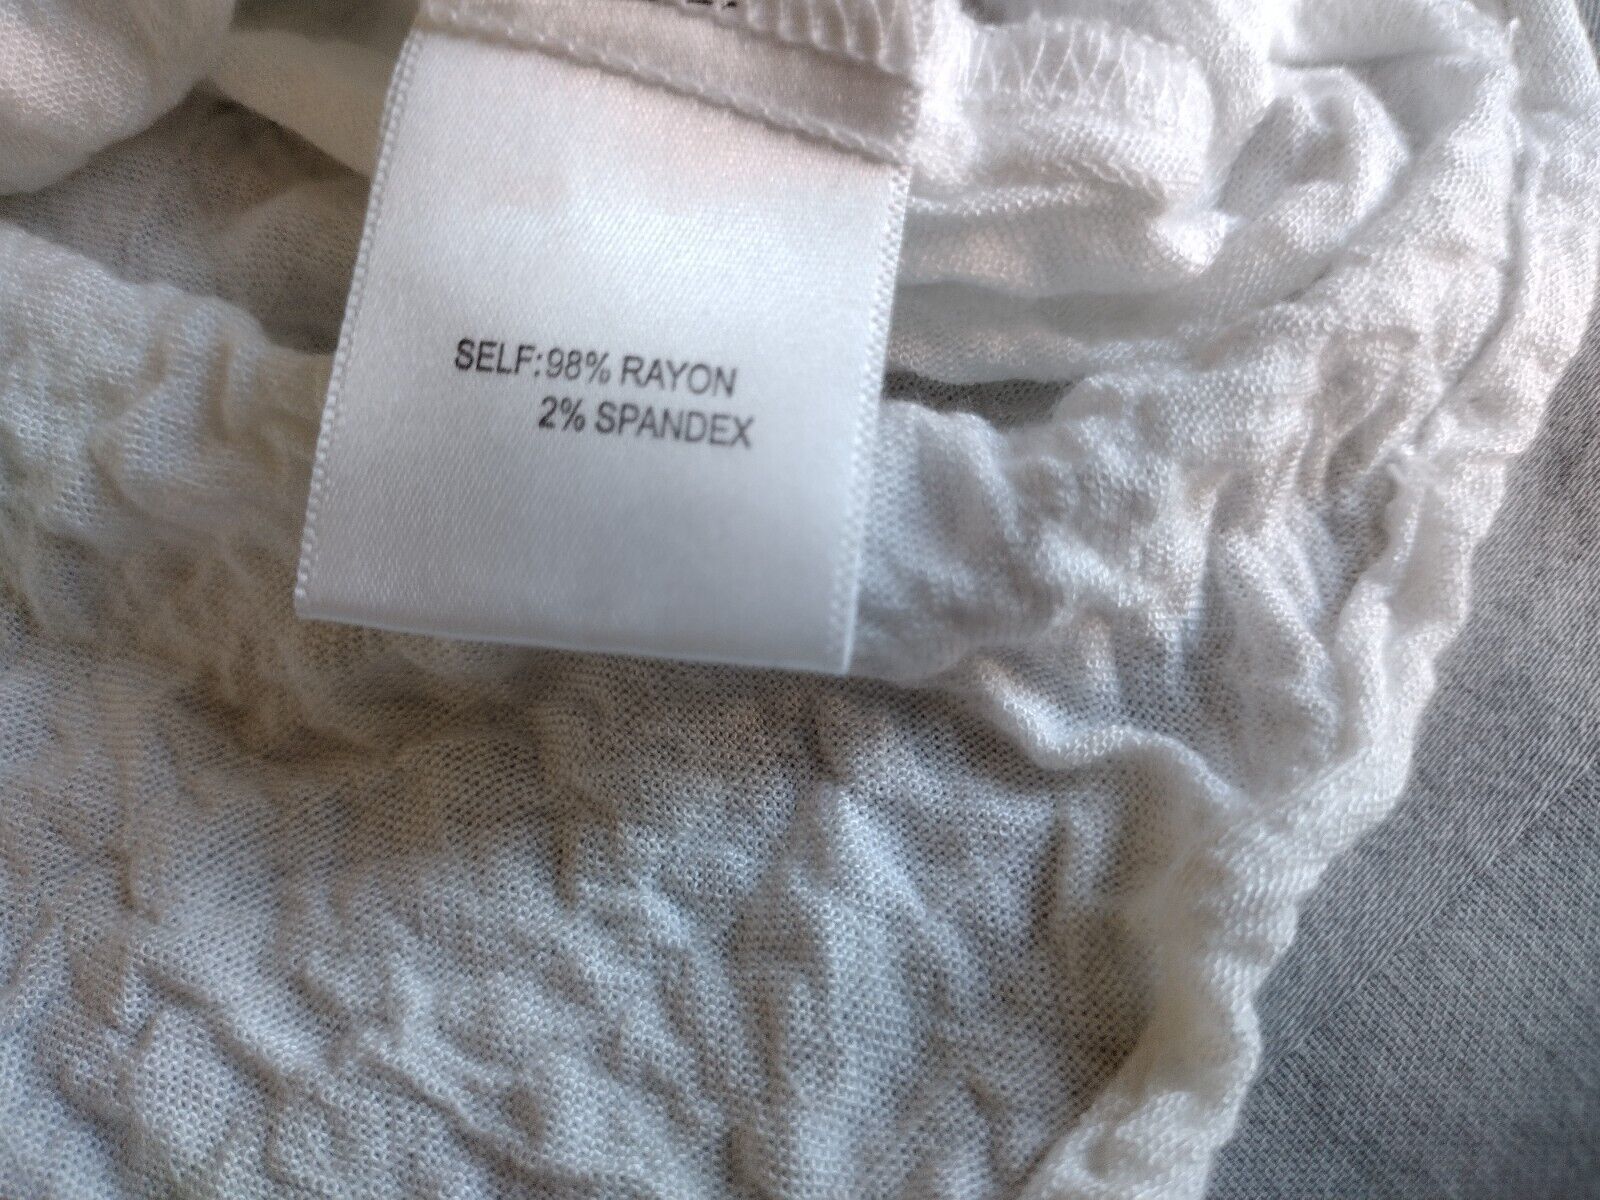 SELF:98% RAYON
2% SPANDEX